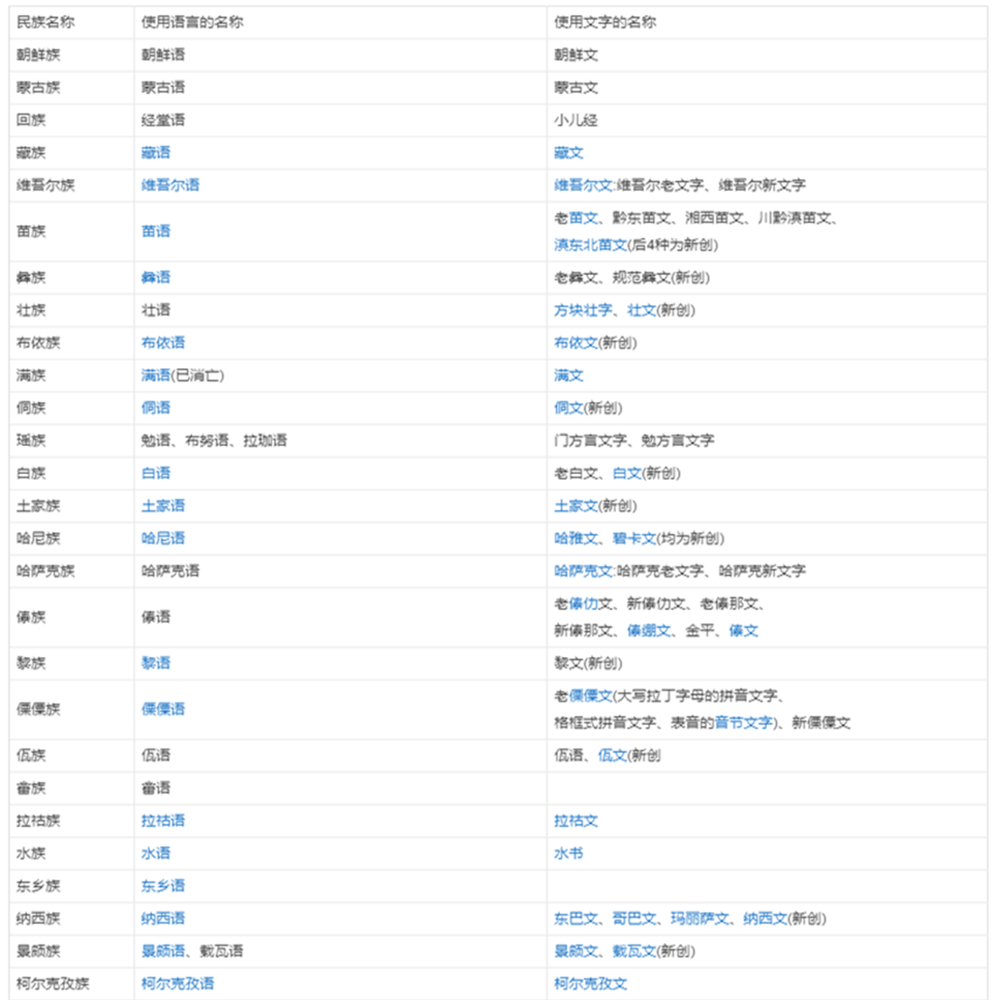 民族名称 使用语言的名称 使用文字的名称
朝鲜族 朝鲜语 朝鲜文
蒙古族 蒙古语 蒙古文
回族 经堂语 小儿经
藏族 藏语 藏文
维吾尔族 维吾尔语 维吾尔文:维吾尔老文字、维吾尔新文字
苗族 苗语 老苗文、黔东苗文、湘西苗文、川黔滇苗文、
滇东北苗文(后4种为新创)
彝族 彝语 老彝文、规范彝文(新创)
壮族 壮语 方块壮字、壮文(新创)
布依族 布依语 布依文(新创)
满族 满语(已消亡) 满文
侗族 侗语 侗文(新创)
瑶族 勉语、布努语、拉珈语 门方言文字、勉方言文字
白族 白语 老白文、白文(新创)
土家族 土家语 土家文(新创)
哈尼族 哈尼语 哈雅文、碧卡文(均为新创)
哈萨克族 哈萨克语 哈萨克文:哈萨克老文字、哈萨克新文字
傣族 傣语 老傣仂文、新傣仂文、老傣那文、
新傣那文、傣绷文、金平、傣文
黎族 黎语 黎文(新创)
傈僳族 傈僳语 老傈僳文(大写拉丁字母的拼音文字、
格框式拼音文字、表音的音节文字)、新傈僳文
佤族 佤语 佤语、佤文(新创
畲族 畲语
拉祜族 拉祜语 拉祜文
水族 水语 水书
东乡族 东乡语
纳西族 纳西语 东巴文、哥巴文、玛丽萨文、纳西文(新创)
景颇族 景颇语、载瓦语 景颇文、载瓦文(新创)
柯尔克孜族 柯尔克孜语 柯尔克孜文